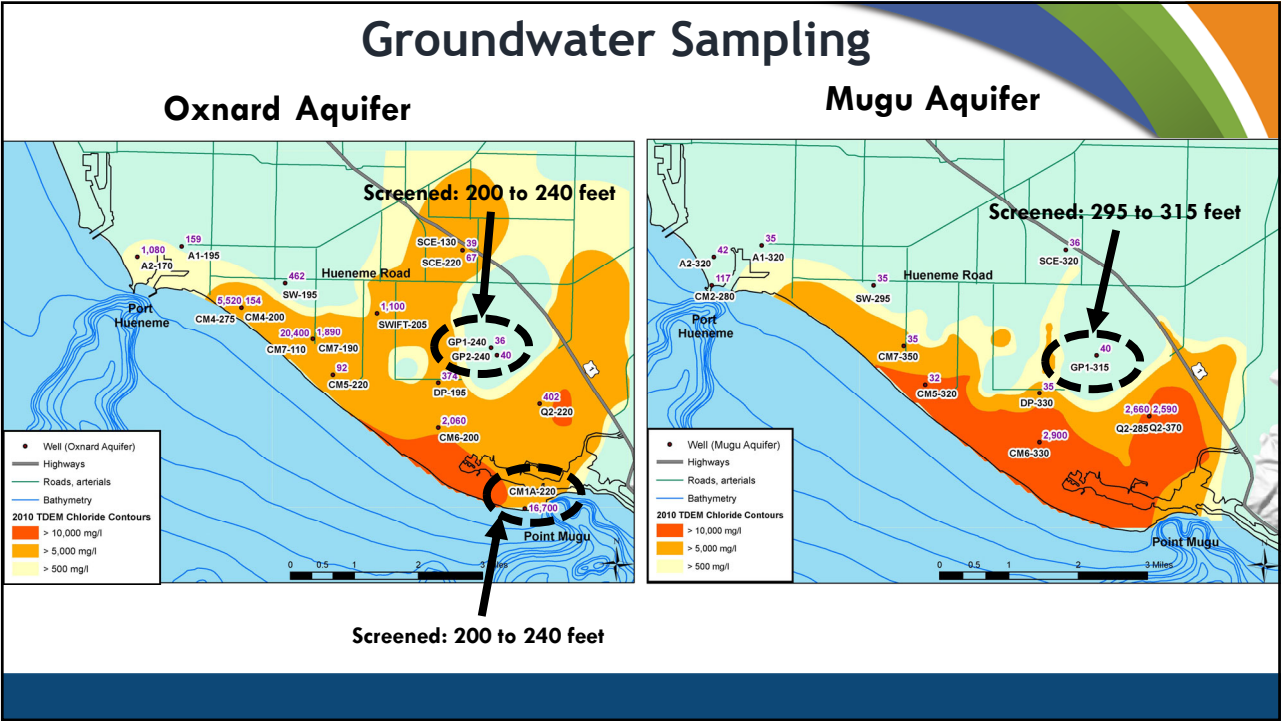 Groundwater Sampling
Oxnard Aquifer
Screened: 200 to 240 feet
SCE-130
39
SCE-220
67
159
A1-195
1,080
A2-170
Hueneme Road
462
SW-195
Port
Hueneme
5,520
154
CM4-275
CM4-200
1,100
SWIFT-205
20,400
1,890
CM7-110
CM7-190
GP1-240
36
GP2-240
40
92
CM5-220
374
DP-195
1
402
Q2-220
2,060
CM6-200
CM1A-220
16,700
Point Mugu
Well (Oxnard Aquifer)
Highways
Roads, arterials
Bathymetry
2010 TDEM Chloride Contours
> 10,000 mg/l
> 5,000 mg/l
> 500 mg/l
0 0.5 1 2 3 Miles
N
Screened: 200 to 240 feet
Mugu Aquifer
Screened: 295 to 315 feet
42
A2-320
35
A1-320
36
SCE-320
117
CM2-280
Port
Hueneme
35
SW-295
Hueneme Road
35
CM7-350
40
GP1-315
32
CM5-320
35
DP-330
1
2,660
2,590
Q2-285
Q2-370
2,900
CM6-330
Point Mugu
Well (Mugu Aquifer)
Highways
Roads, arterials
Bathymetry
2010 TDEM Chloride Contours
> 10,000 mg/l
> 5,000 mg/l
> 500 mg/l
0 0.5 1 2 3 Miles